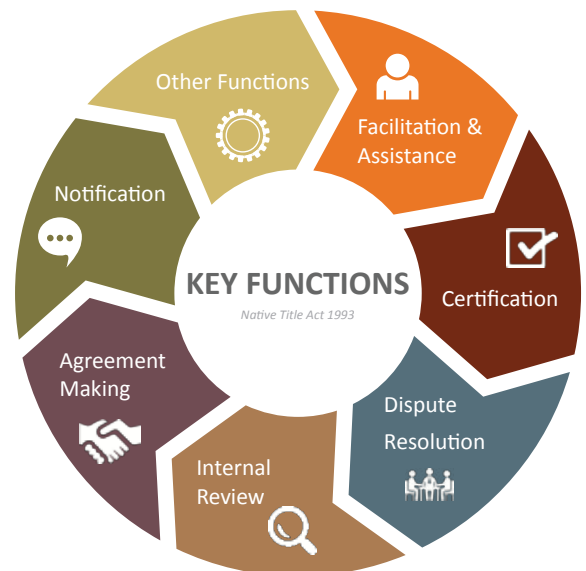 Other Functions
Facilitation &
Assistance
Notification
KEY FUNCTIONS
Native Title Act 1993
Certification
Agreement
Making
Dispute
Resolution
Internal
Review